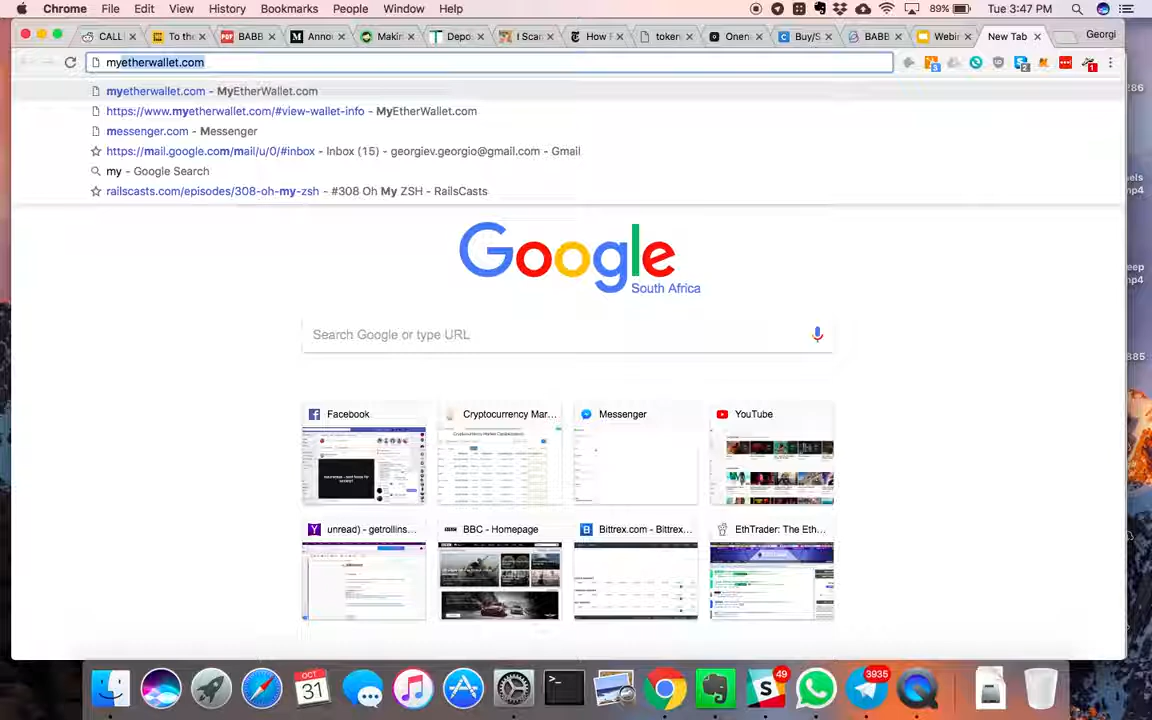 Chrome File Edit View History Bookmarks People Window Help 89% Tue 3:47 PM
CALL To the BABB Annou Makin Depo I Scan How F token Onen Buy/S BABB Webin New Tab Georgi
myetherwallet.com
myetherwallet.com - MyEtherWallet.com
https://www.myetherwallet.com/#view-wallet-info - MyEtherWallet.com
messenger.com - Messenger
https://mail.google.com/mail/u/0/#inbox - Inbox (15) - georgiev.georgio@gmail.com - Gmail
my - Google Search
railscasts.com/episodes/308-oh-my-zsh - #308 Oh My ZSH - RailsCasts
Google
South Africa
Search Google or type URL
Facebook Cryptocurrency Mar... Messenger YouTube
unread) - getrollins... BBC - Homepage Bittrex.com - Bittrex... EthTrader: The Eth...
OCT
31
49
3935